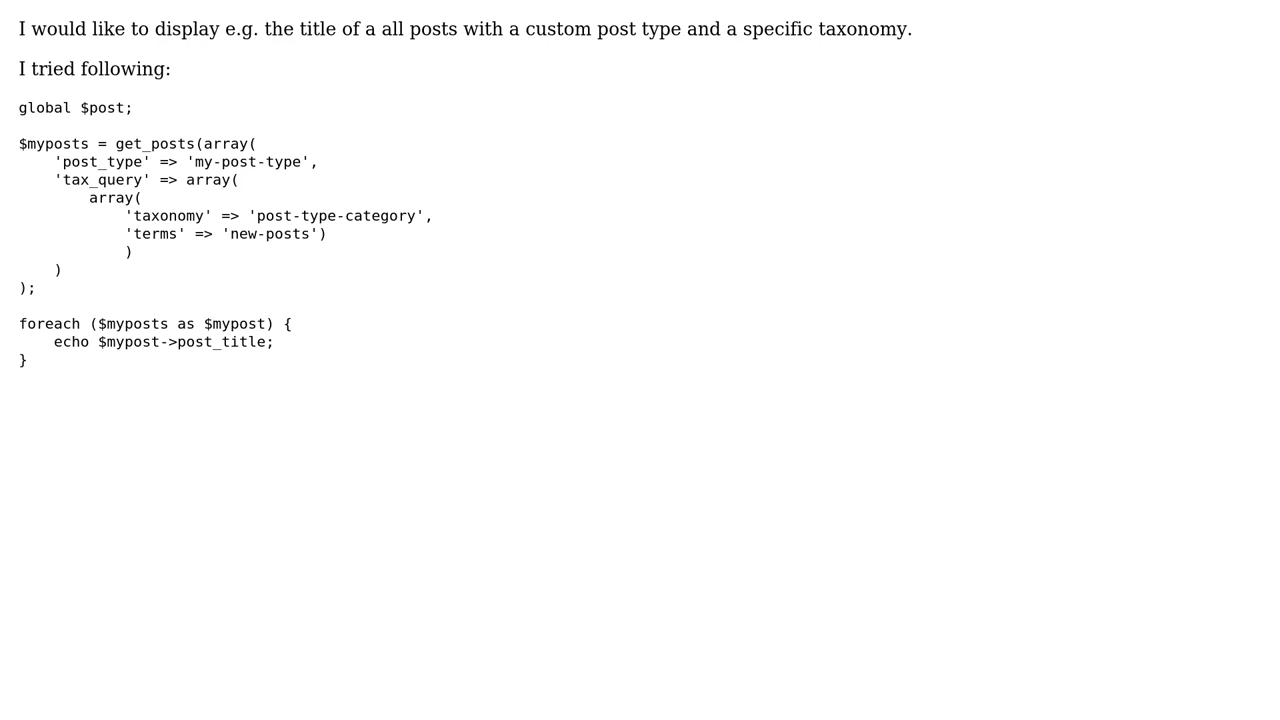 I would like to display e.g. the title of a all posts with a custom post type and a specific taxonomy.
I tried following:
global $post;
$myposts = get_posts(array(
    'post_type' => 'my-post-type',
    'tax_query' => array(
        array(
            'taxonomy' => 'post-type-category',
            'terms' => 'new-posts')
            )
    )
);
foreach ($myposts as $mypost) {
    echo $mypost->post_title;
}